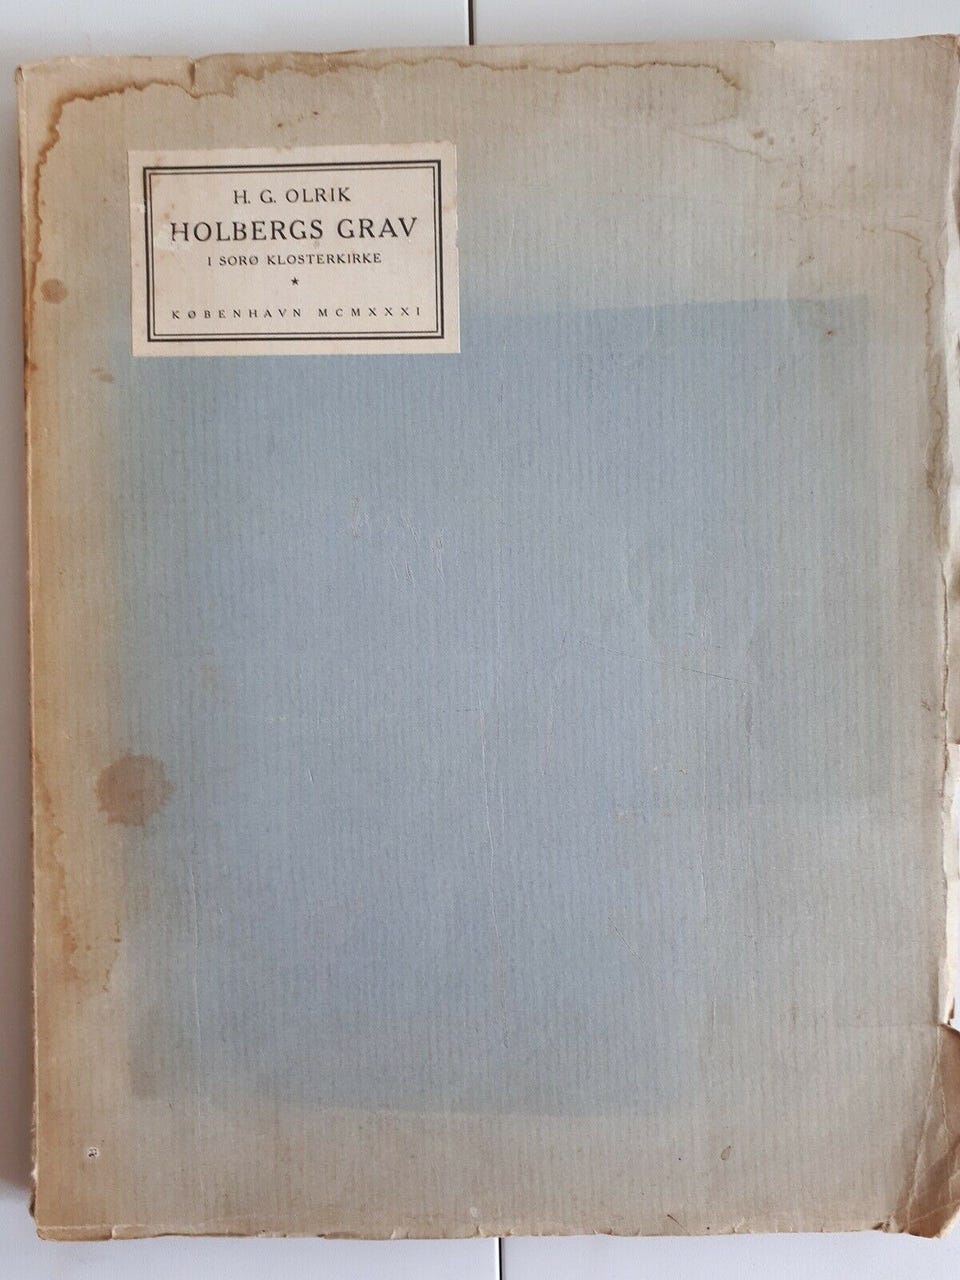 H. G. OLRIK
HOLBERGS GRAV
I SORØ KLOSTERKIRKE
★
KØBENHAVN MCMXXXI